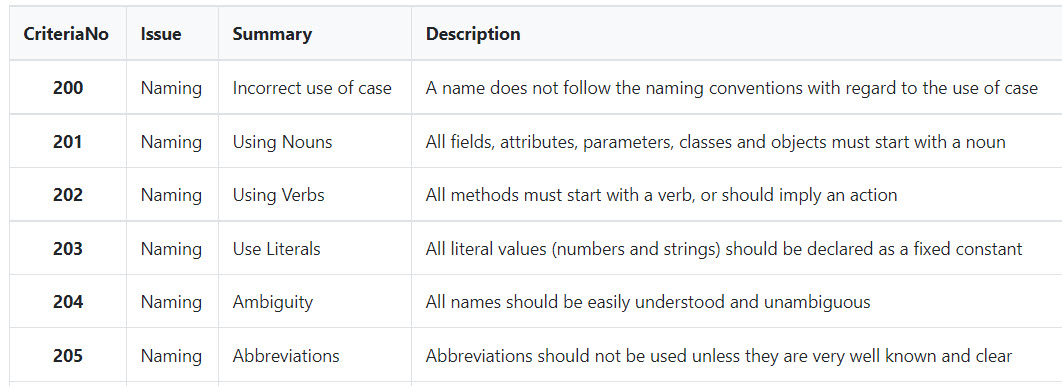 CriteriaNo Issue Summary Description
200 Naming Incorrect use of case A name does not follow the naming conventions with regard to the use of case
201 Naming Using Nouns All fields, attributes, parameters, classes and objects must start with a noun
202 Naming Using Verbs All methods must start with a verb, or should imply an action
203 Naming Use Literals All literal values (numbers and strings) should be declared as a fixed constant
204 Naming Ambiguity All names should be easily understood and unambiguous
205 Naming Abbreviations Abbreviations should not be used unless they are very well known and clear